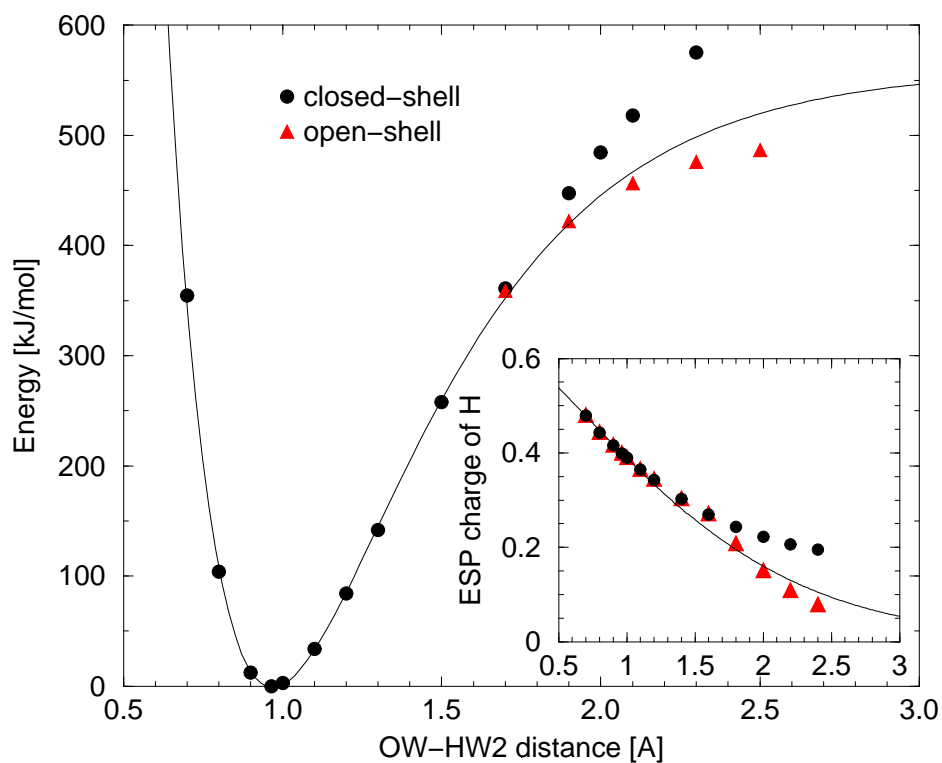 600
500
400
300
200
100
0
Energy [kJ/mol]
closed−shell
open−shell
0.6
0.4
0.2
0
ESP charge of H
0.5 1 1.5 2 2.5 3
0.5 1.0 1.5 2.0 2.5 3.0
OW−HW2 distance [A]